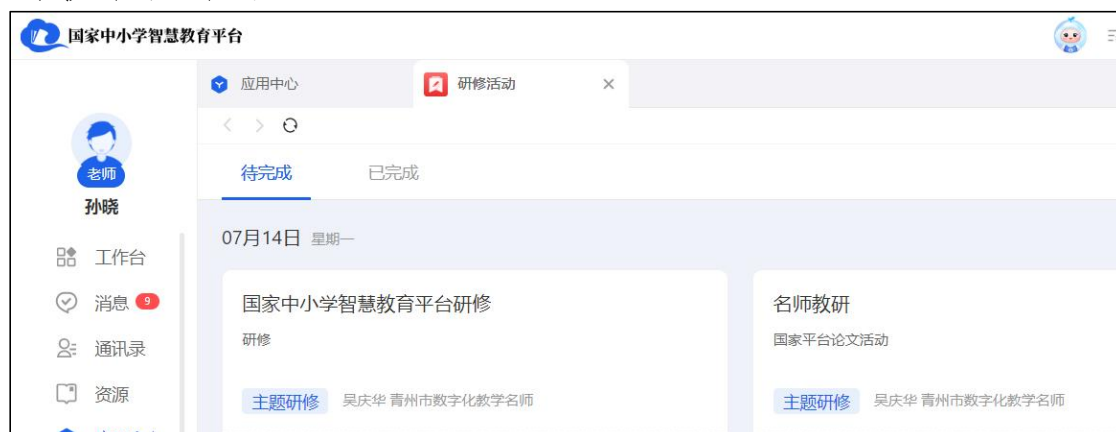 国家中小学智慧教育平台
应用中心
研修活动
老师
孙晓
待完成
已完成
07月14日 星期一
工作台
消息 9
通讯录
资源
国家中小学智慧教育平台研修
研修
主题研修 吴庆华 青州市数字化教学名师
名师教研
国家平台论文活动
主题研修 吴庆华 青州市数字化教学名师